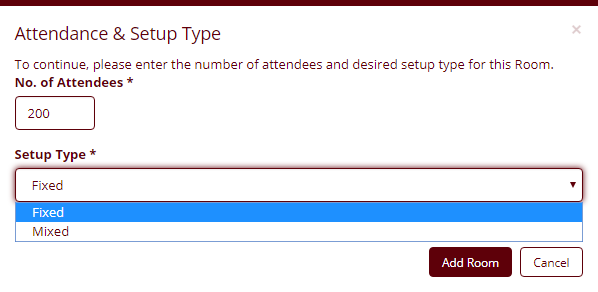 Attendance & Setup Type
×
To continue, please enter the number of attendees and desired setup type for this Room.
No. of Attendees *
200
Setup Type *
Fixed
Fixed
Mixed
Add Room
Cancel